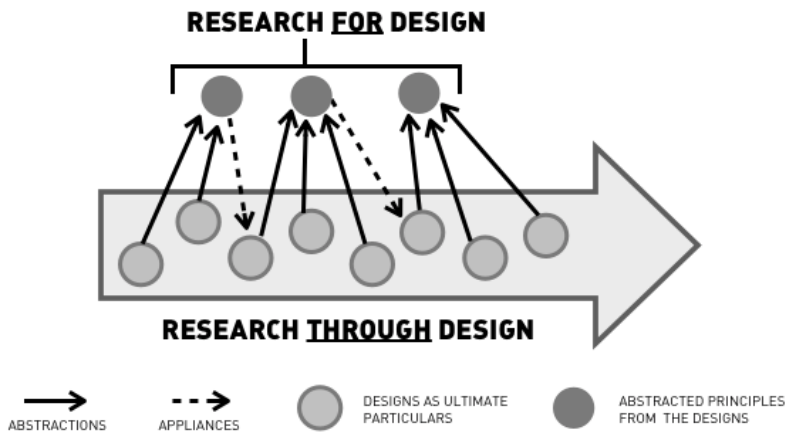 RESEARCH FOR DESIGN
RESEARCH THROUGH DESIGN
ABSTRACTIONS
APPLIANCES
DESIGNS AS ULTIMATE
PARTICULARS
ABSTRACTED PRINCIPLES
FROM THE DESIGNS